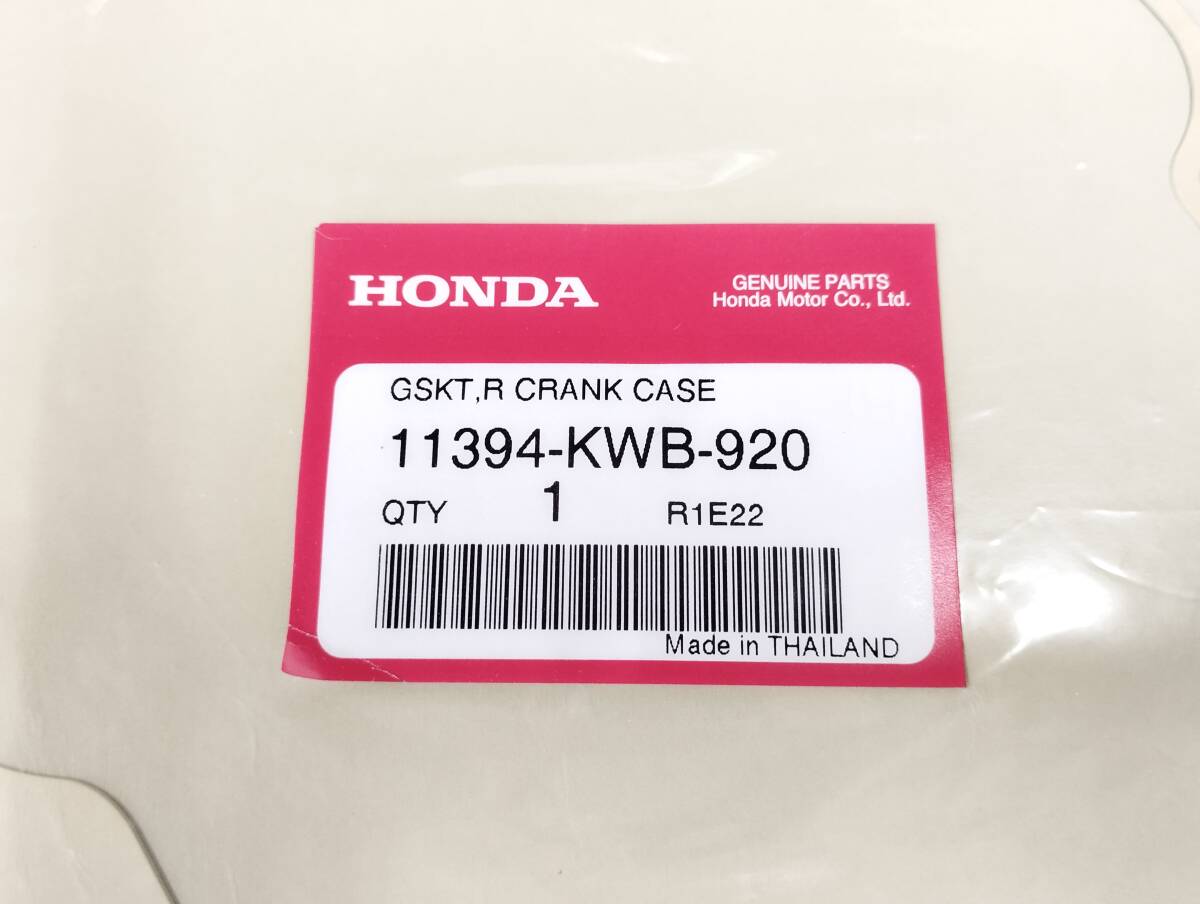 HONDA
GENUINE PARTS
Honda Motor Co., Ltd.
GSKT,R CRANK CASE
11394-KWB-920
QTY 1 R1E22
Made in THAILAND